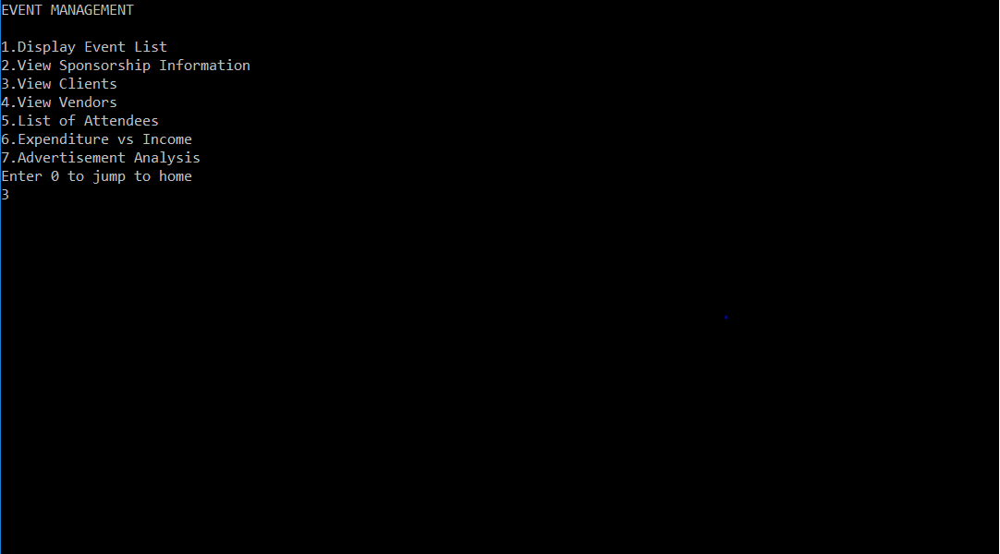 EVENT MANAGEMENT
1.Display Event List
2.View Sponsorship Information
3.View Clients
4.View Vendors
5.List of Attendees
6.Expenditure vs Income
7.Advertisement Analysis
Enter 0 to jump to home
3